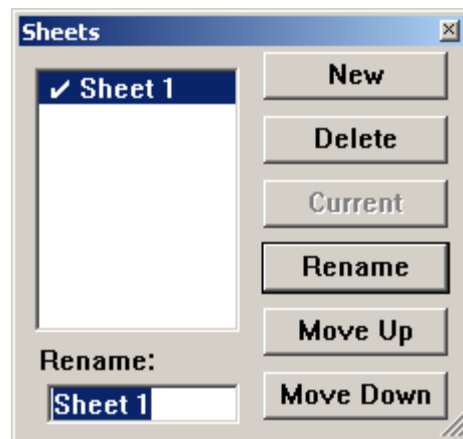 Sheets
✔ Sheet 1
New
Delete
Current
Rename
Move Up
Move Down
Rename:
Sheet 1